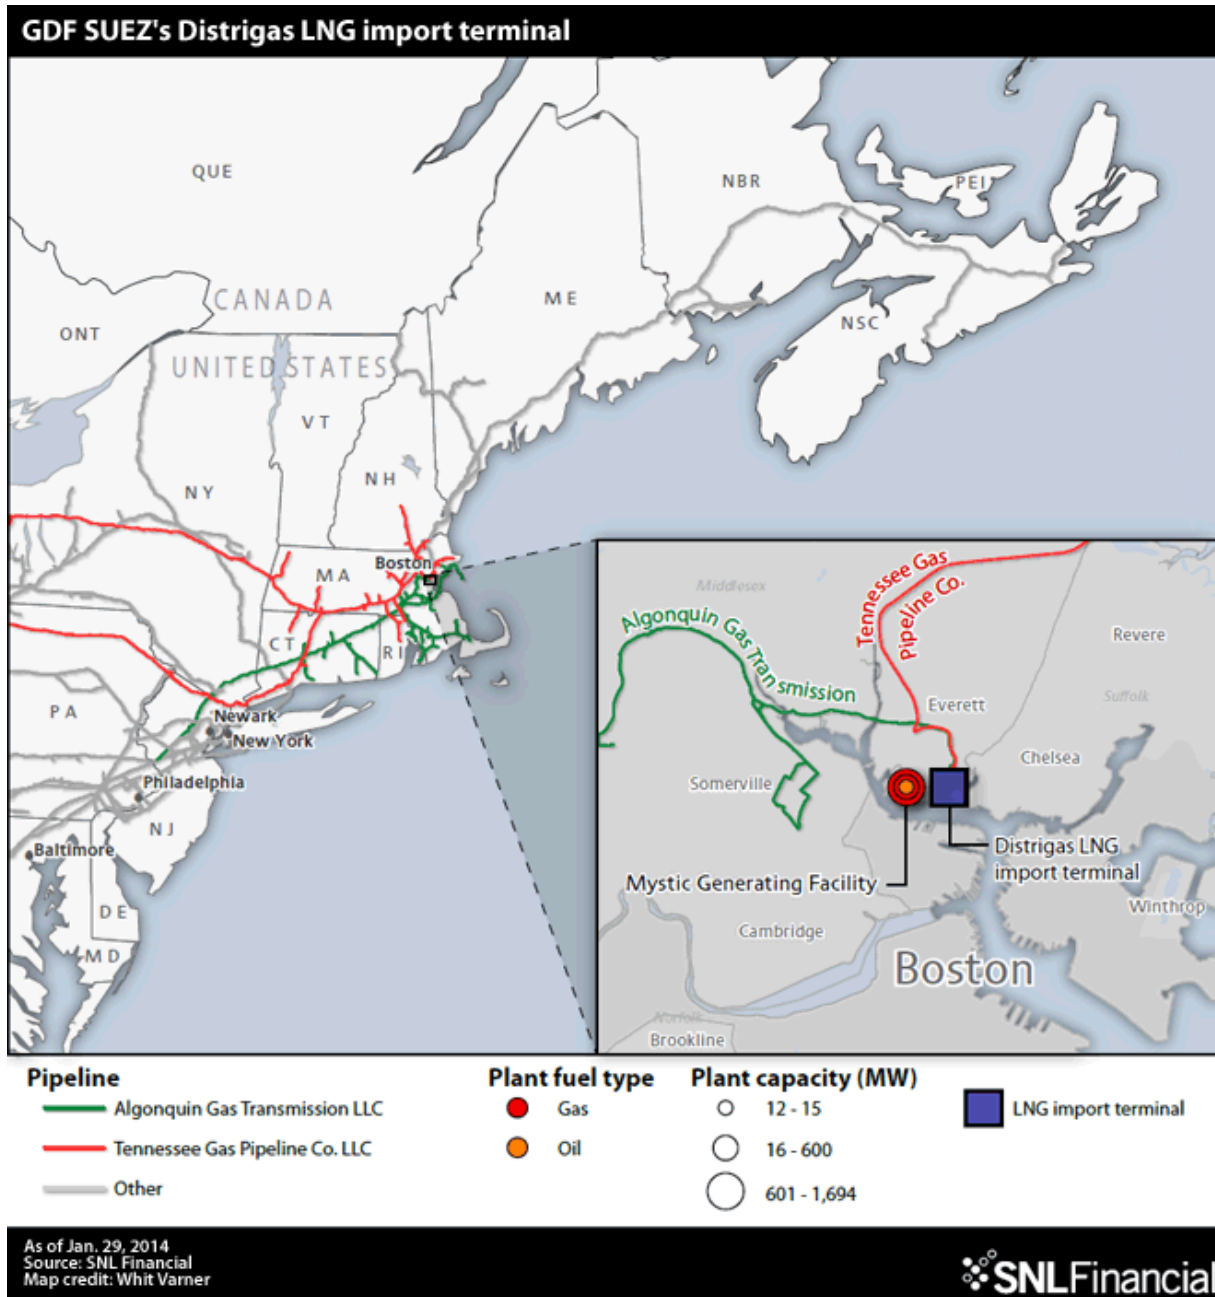 GDF SUEZ's Distrigas LNG import terminal
QUE
NBR
PEI
CANADA
ME
ONT
NSC
UNITED STATES
VT
NH
NY
Boston
MA
CT
RI
PA
Newark
New York
Philadelphia
NJ
Baltimore
DE
MD
Middlesex
Tennessee Gas
Pipeline Co.
Algonquin Gas Transmission
Revere
Suffolk
Everett
Chelsea
Somerville
Distrigas LNG
import terminal
Mystic Generating Facility
Winthrop
Cambridge
Boston
Norfolk
Brookline
Pipeline
Algonquin Gas Transmission LLC
Tennessee Gas Pipeline Co. LLC
Other
Plant fuel type
Gas
Oil
Plant capacity (MW)
12 - 15
16 - 600
601 - 1,694
LNG import terminal
As of Jan. 29, 2014
Source: SNL Financial
Map credit: Whit Varner
SNLFinancial